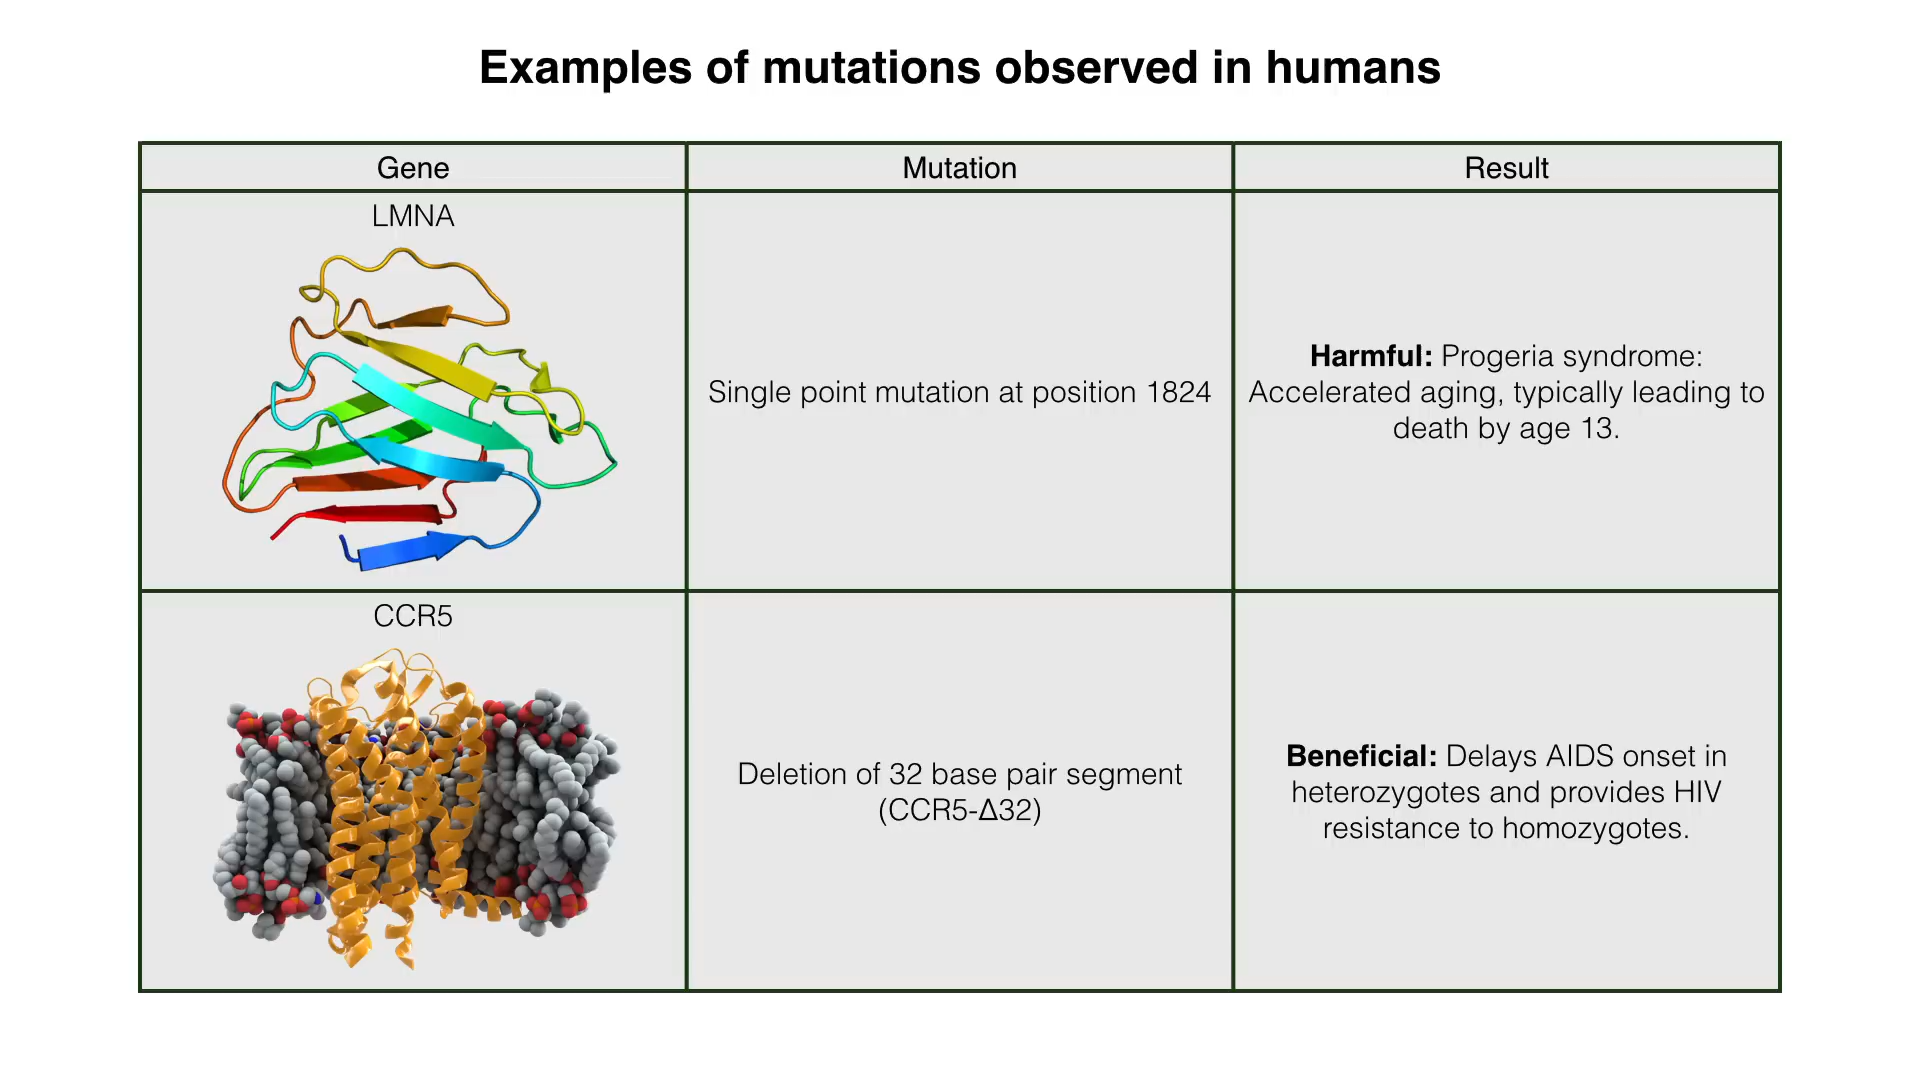 Examples of mutations observed in humans
Gene
Mutation
Result
LMNA
Single point mutation at position 1824
Harmful: Progeria syndrome:
Accelerated aging, typically leading to
death by age 13.
CCR5
Deletion of 32 base pair segment
(CCR5-Δ32)
Beneficial: Delays AIDS onset in
heterozygotes and provides HIV
resistance to homozygotes.